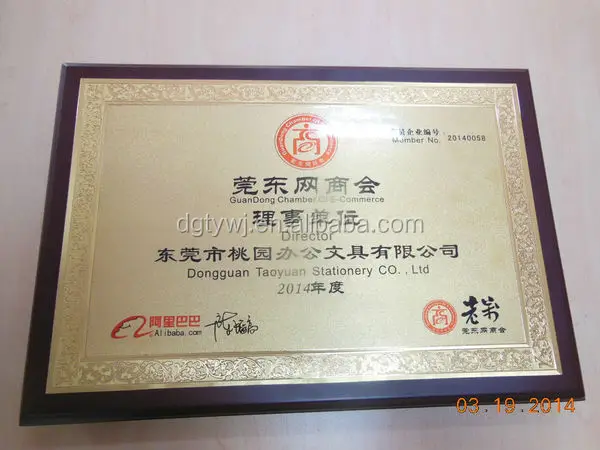 会员企业编号:
Member No. 20140058
莞东网商会
GuanDong Chamber Of E-Commerce
理事单位
dgtywj.en.alibaba.com
Director
东莞市桃园办公文具有限公司
Dongguan Taoyuan Stationery CO., Ltd
2014年度
阿里巴巴
Alibaba.com
莞东网商会
03.19.2014